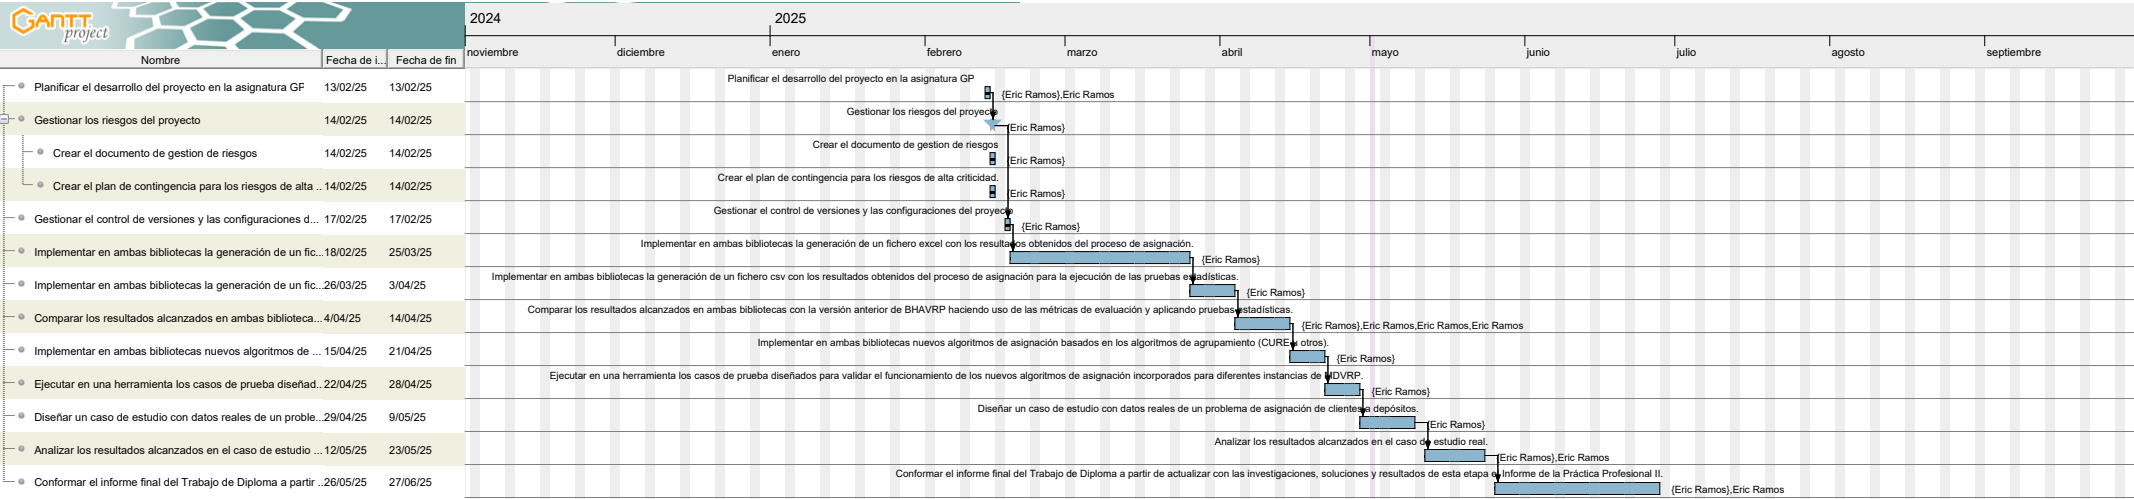 GANTT
project
2024
2025
noviembre
diciembre
enero
febrero
marzo
abril
mayo
junio
julio
agosto
septiembre
Nombre
Fecha de i...
Fecha de fin
Planificar el desarrollo del proyecto en la asignatura GP
13/02/25
13/02/25
Planificar el desarrollo del proyecto en la asignatura GP
{Eric Ramos},Eric Ramos
Gestionar los riesgos del proyecto
14/02/25
14/02/25
Gestionar los riesgos del proyecto
{Eric Ramos}
Crear el documento de gestion de riesgos
14/02/25
14/02/25
Crear el documento de gestion de riesgos
{Eric Ramos}
Crear el plan de contingencia para los riesgos de alta ..
14/02/25
14/02/25
Crear el plan de contingencia para los riesgos de alta criticidad.
{Eric Ramos}
Gestionar el control de versiones y las configuraciones d...
17/02/25
17/02/25
Gestionar el control de versiones y las configuraciones del proyecto
{Eric Ramos}
Implementar en ambas bibliotecas la generación de un fic...
18/02/25
25/03/25
Implementar en ambas bibliotecas la generación de un fichero excel con los resultados obtenidos del proceso de asignación.
{Eric Ramos}
Implementar en ambas bibliotecas la generación de un fic...
26/03/25
3/04/25
Implementar en ambas bibliotecas la generación de un fichero csv con los resultados obtenidos del proceso de asignación para la ejecución de las pruebas estadísticas.
{Eric Ramos}
Comparar los resultados alcanzados en ambas biblioteca...
4/04/25
14/04/25
Comparar los resultados alcanzados en ambas bibliotecas con la versión anterior de BHAVRP haciendo uso de las métricas de evaluación y aplicando pruebas estadísticas.
{Eric Ramos},Eric Ramos,Eric Ramos,Eric Ramos
Implementar en ambas bibliotecas nuevos algoritmos de ...
15/04/25
21/04/25
Implementar en ambas bibliotecas nuevos algoritmos de asignación basados en los algoritmos de agrupamiento (CURE u otros).
{Eric Ramos}
Ejecutar en una herramienta los casos de prueba diseñad..
22/04/25
28/04/25
Ejecutar en una herramienta los casos de prueba diseñados para validar el funcionamiento de los nuevos algoritmos de asignación incorporados para diferentes instancias de MDVRP.
{Eric Ramos}
Diseñar un caso de estudio con datos reales de un proble...
29/04/25
9/05/25
Diseñar un caso de estudio con datos reales de un problema de asignación de clientes a depósitos.
{Eric Ramos}
Analizar los resultados alcanzados en el caso de estudio ...
12/05/25
23/05/25
Analizar los resultados alcanzados en el caso de estudio real.
{Eric Ramos},Eric Ramos
Conformar el informe final del Trabajo de Diploma a partir ..
26/05/25
27/06/25
Conformar el informe final del Trabajo de Diploma a partir de actualizar con las investigaciones, soluciones y resultados de esta etapa el Informe de la Práctica Profesional II.
{Eric Ramos},Eric Ramos